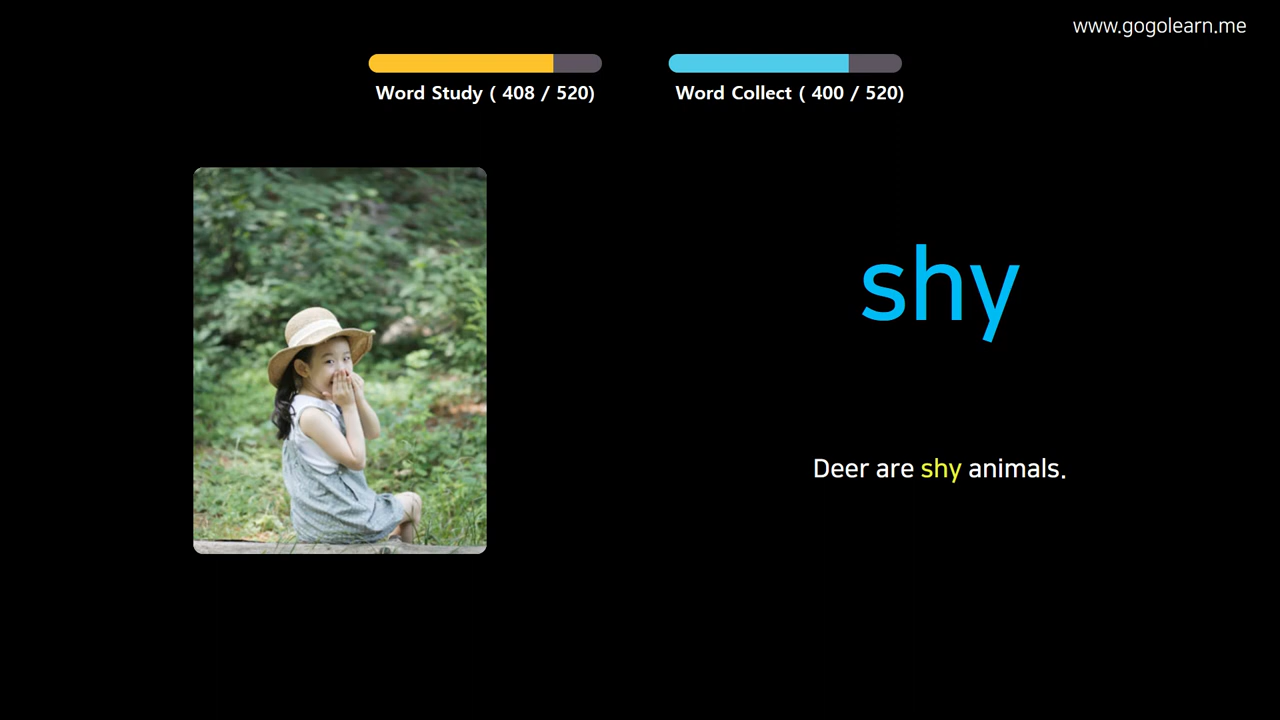 www.gogolearn.me
Word Study ( 408 / 520)
Word Collect ( 400 / 520)
shy
Deer are shy animals.